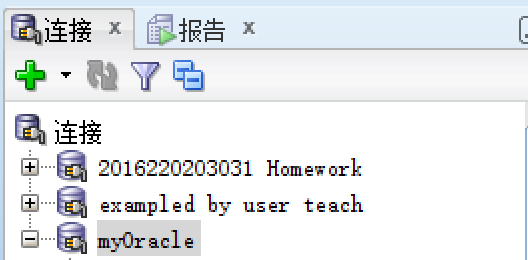 连接 报告
连接
2016220203031 Homework
exampled by user teach
myOracle